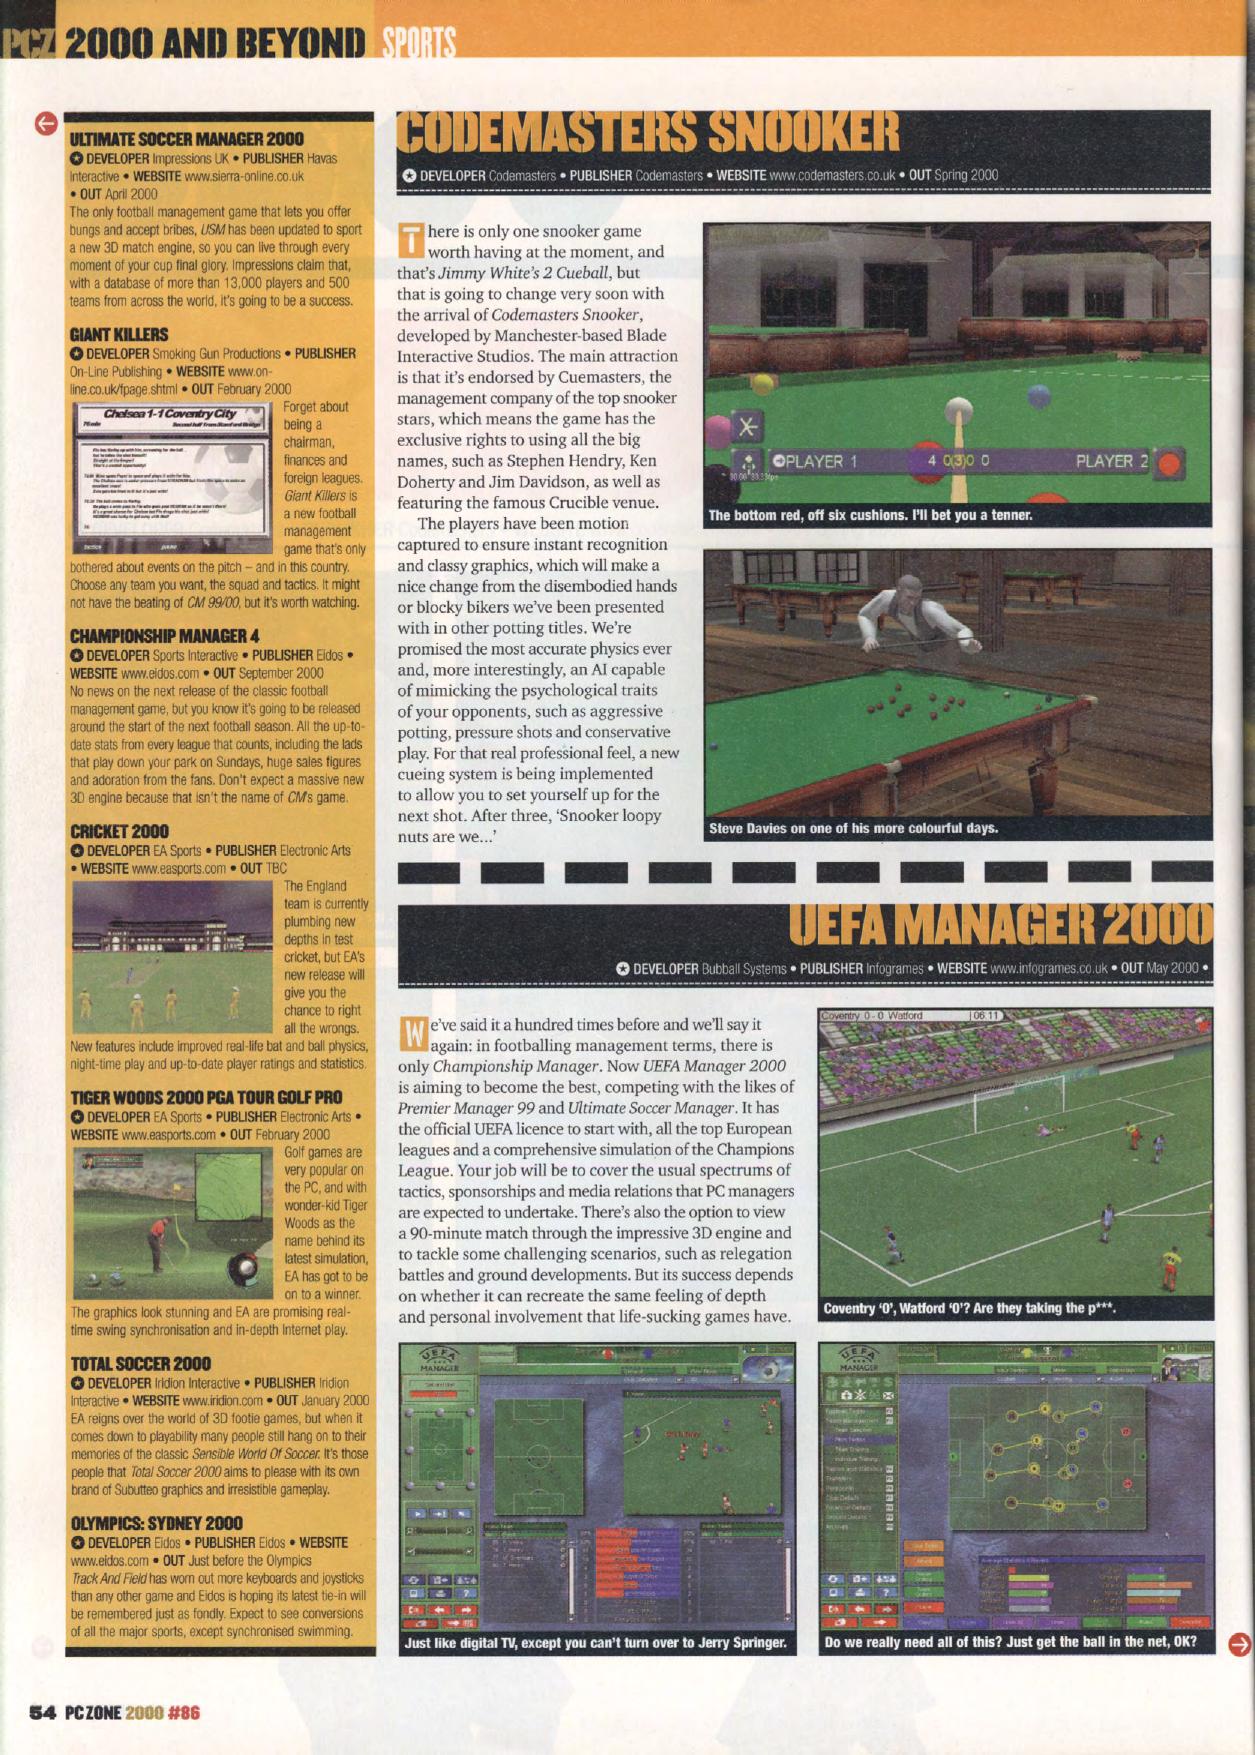 PCZ 2000 AND BEYOND SPORTS
ULTIMATE SOCCER MANAGER 2000
DEVELOPER Impressions UK • PUBLISHER Havas
Interactive • WEBSITE www.sierra-online.co.uk
• OUT April 2000
The only football management game that lets you offer
bungs and accept bribes, USM has been updated to sport
a new 3D match engine, so you can live through every
moment of your cup final glory. Impressions claim that,
with a database of more than 13,000 players and 500
teams from across the world, it's going to be a success.
GIANT KILLERS
DEVELOPER Smoking Gun Productions • PUBLISHER
On-Line Publishing • WEBSITE www.on-
line.co.uk/fpage.shtml • OUT February 2000
Chelsea 1-1 Coventry City
Second half from Stamford Bridge
Forget about
being a
chairman,
finances and
foreign leagues.
Giant Killers is
a new football
management
game that's only
bothered about events on the pitch – and in this country.
Choose any team you want, the squad and tactics. It might
not have the beating of CM 99/00, but it's worth watching.
CHAMPIONSHIP MANAGER 4
DEVELOPER Sports Interactive • PUBLISHER Eidos •
WEBSITE www.eidos.com • OUT September 2000
No news on the next release of the classic football
management game, but you know it's going to be released
around the start of the next football season. All the up-to-
date stats from every league that counts, including the lads
that play down your park on Sundays, huge sales figures
and adoration from the fans. Don't expect a massive new
3D engine because that isn't the name of CM's game.
CRICKET 2000
DEVELOPER EA Sports • PUBLISHER Electronic Arts
• WEBSITE www.easports.com • OUT TBC
The England
team is currently
plumbing new
depths in test
cricket, but EA's
new release will
give you the
chance to right
all the wrongs.
New features include improved real-life bat and ball physics,
night-time play and up-to-date player ratings and statistics.
TIGER WOODS 2000 PGA TOUR GOLF PRO
DEVELOPER EA Sports • PUBLISHER Electronic Arts •
WEBSITE www.easports.com • OUT February 2000
Golf games are
very popular on
the PC, and with
wonder-kid Tiger
Woods as the
name behind its
latest simulation,
EA has got to be
on to a winner.
The graphics look stunning and EA are promising real-
time swing synchronisation and in-depth Internet play.
TOTAL SOCCER 2000
DEVELOPER Iridion Interactive • PUBLISHER Iridion
Interactive • WEBSITE www.iridion.com • OUT January 2000
EA reigns over the world of 3D footie games, but when it
comes down to playability many people still hang on to their
memories of the classic Sensible World Of Soccer. It's those
people that Total Soccer 2000 aims to please with its own
brand of Subutteo graphics and irresistible gameplay.
OLYMPICS: SYDNEY 2000
DEVELOPER Eidos • PUBLISHER Eidos • WEBSITE
www.eidos.com • OUT Just before the Olympics
Track And Field has worn out more keyboards and joysticks
than any other game and Eidos is hoping its latest tie-in will
be remembered just as fondly. Expect to see conversions
of all the major sports, except synchronised swimming.
CODEMASTERS SNOOKER
DEVELOPER Codemasters • PUBLISHER Codemasters • WEBSITE www.codemasters.co.uk • OUT Spring 2000
There is only one snooker game
worth having at the moment, and
that's Jimmy White's 2 Cueball, but
that is going to change very soon with
the arrival of Codemasters Snooker,
developed by Manchester-based Blade
Interactive Studios. The main attraction
is that it's endorsed by Cuemasters, the
management company of the top snooker
stars, which means the game has the
exclusive rights to using all the big
names, such as Stephen Hendry, Ken
Doherty and Jim Davidson, as well as
featuring the famous Crucible venue.
The players have been motion
captured to ensure instant recognition
and classy graphics, which will make a
nice change from the disembodied hands
or blocky bikers we've been presented
with in other potting titles. We're
promised the most accurate physics ever
and, more interestingly, an AI capable
of mimicking the psychological traits
of your opponents, such as aggressive
potting, pressure shots and conservative
play. For that real professional feel, a new
cueing system is being implemented
to allow you to set yourself up for the
next shot. After three, 'Snooker loopy
nuts are we...'
PLAYER 1 4 0(3)0 0 PLAYER 2
The bottom red, off six cushions. I'll bet you a tenner.
Steve Davies on one of his more colourful days.
UEFA MANAGER 2000
DEVELOPER Bubball Systems • PUBLISHER Infogrames • WEBSITE www.infogrames.co.uk • OUT May 2000 •
We've said it a hundred times before and we'll say it
again: in footballing management terms, there is
only Championship Manager. Now UEFA Manager 2000
is aiming to become the best, competing with the likes of
Premier Manager 99 and Ultimate Soccer Manager. It has
the official UEFA licence to start with, all the top European
leagues and a comprehensive simulation of the Champions
League. Your job will be to cover the usual spectrums of
tactics, sponsorships and media relations that PC managers
are expected to undertake. There's also the option to view
a 90-minute match through the impressive 3D engine and
to tackle some challenging scenarios, such as relegation
battles and ground developments. But its success depends
on whether it can recreate the same feeling of depth
and personal involvement that life-sucking games have.
Coventry 0 - 0 Watford 06:11
Coventry '0', Watford '0'? Are they taking the p***.
UEFA
MANAGER
Just like digital TV, except you can't turn over to Jerry Springer.
UEFA
MANAGER
Do we really need all of this? Just get the ball in the net, OK?
54 PC ZONE 2000 #86